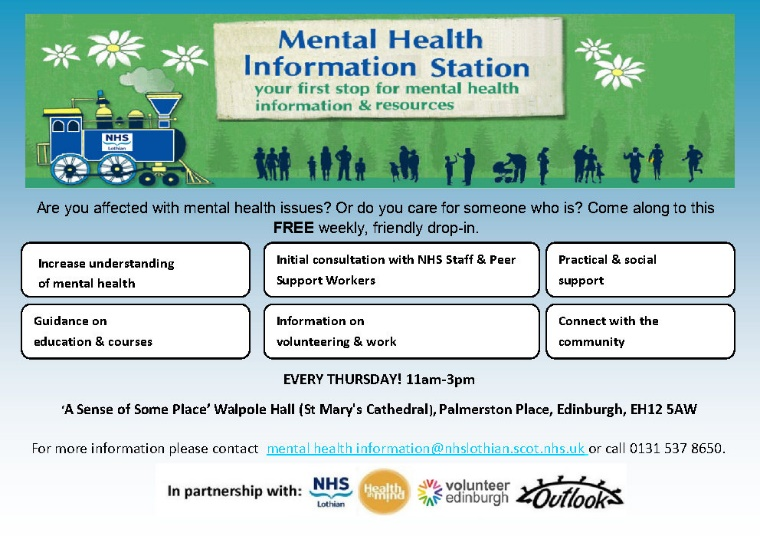 Mental Health
Information Station
your first stop for mental health
information & resources
NHS
Lothian
Are you affected with mental health issues? Or do you care for someone who is? Come along to this
FREE weekly, friendly drop-in.
Increase understanding
of mental health
Initial consultation with NHS Staff & Peer
Support Workers
Practical & social
support
Guidance on
education & courses
Information on
volunteering & work
Connect with the
community
EVERY THURSDAY! 11am-3pm
‘A Sense of Some Place’ Walpole Hall (St Mary's Cathedral), Palmerston Place, Edinburgh, EH12 5AW
For more information please contact mental health information@nhslothian.scot.nhs.uk or call 0131 537 8650.
In partnership with:
NHS
Lothian
Health in mind
volunteer
edinburgh
Outlook